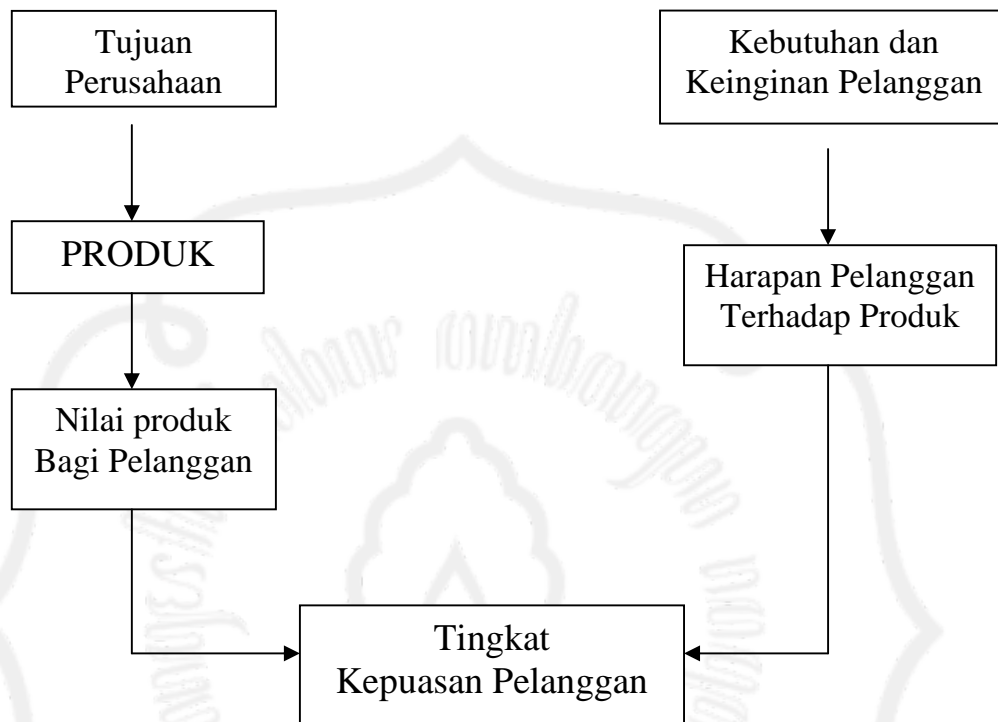 Tujuan
Perusahaan
Kebutuhan dan
Keinginan Pelanggan
PRODUK
Harapan Pelanggan
Terhadap Produk
Nilai produk
Bagi Pelanggan
Tingkat
Kepuasan Pelanggan